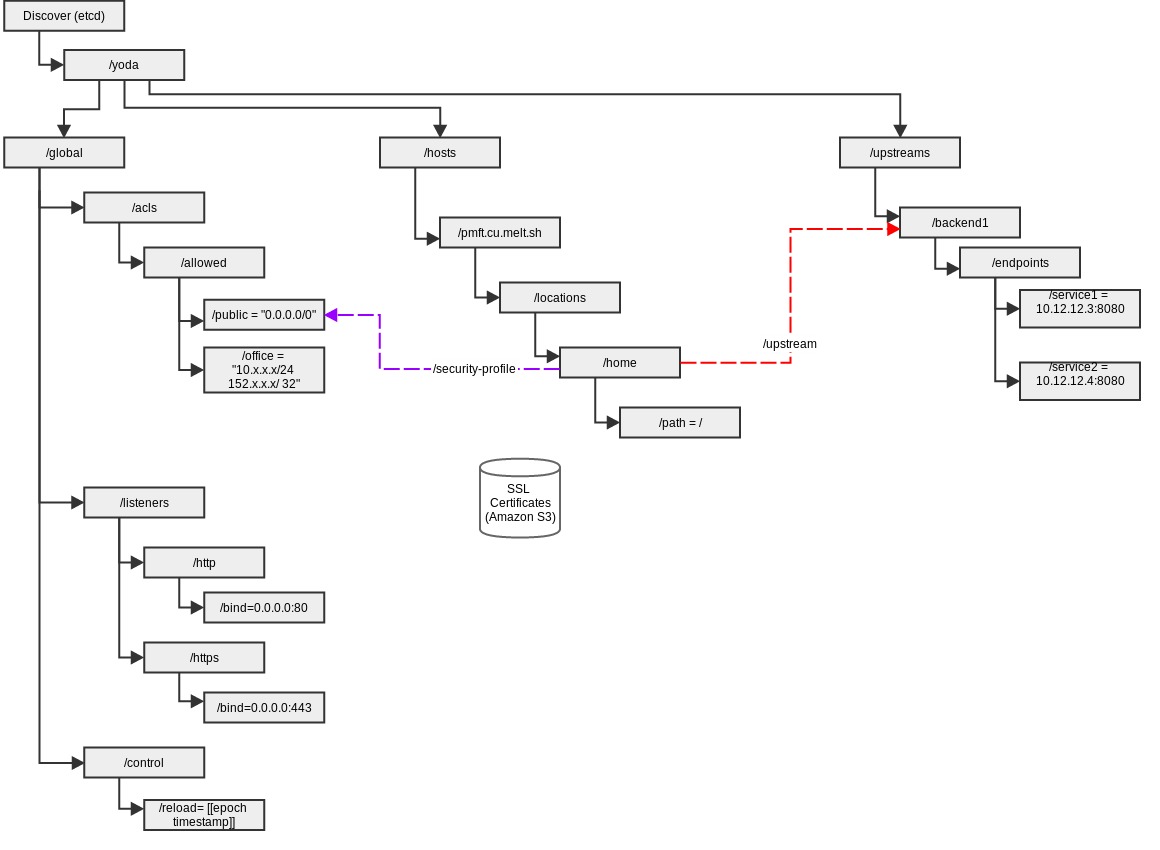 Discover (etcd)
/yoda
/global
/hosts
/upstreams
/acls
/allowed
/public = "0.0.0.0/0"
/office =
"10.x.x.x/24
152.x.x.x/ 32"
/pmft.cu.melt.sh
/locations
/home
/security-profile
/upstream
/path = /
/backend1
/endpoints
/service1 =
10.12.12.3:8080
/service2 =
10.12.12.4:8080
SSL
Certificates
(Amazon S3)
/listeners
/http
/bind=0.0.0.0:80
/https
/bind=0.0.0.0:443
/control
/reload= [[epoch
timestamp]]